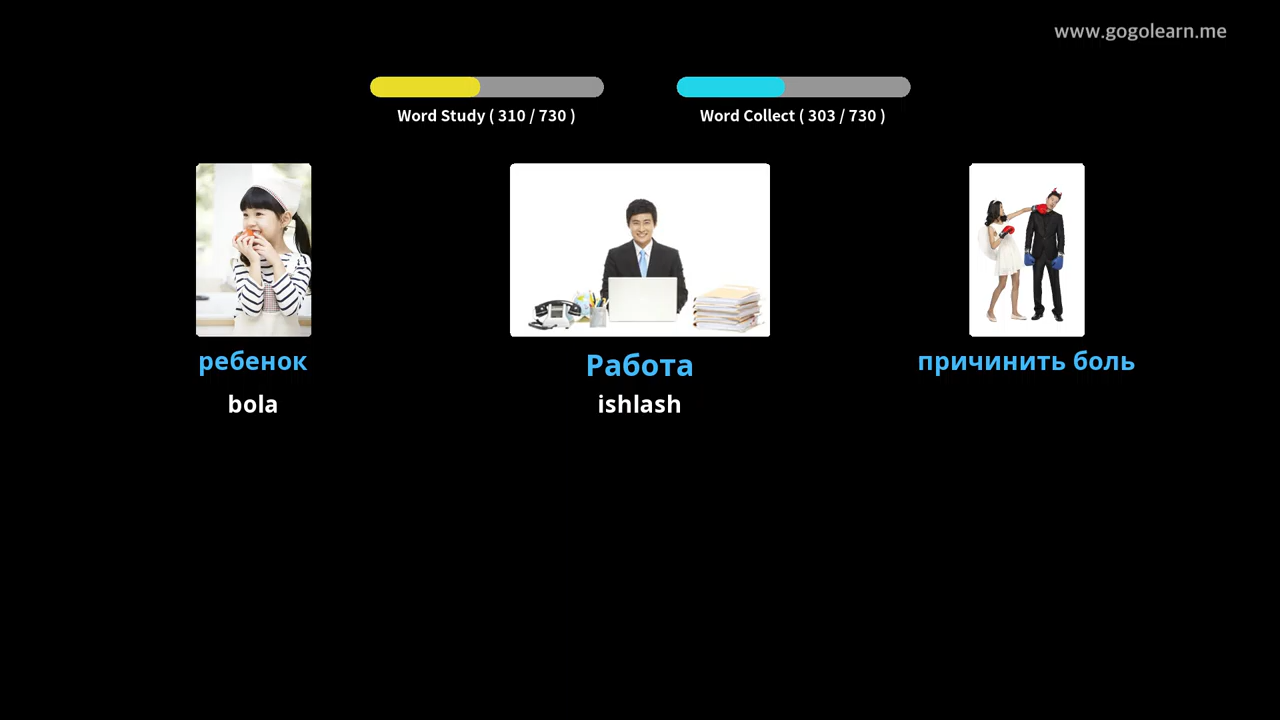 www.gogolearn.me
Word Study ( 310 / 730 )
Word Collect ( 303 / 730 )
ребенок
bola
Работа
ishlash
причинить боль